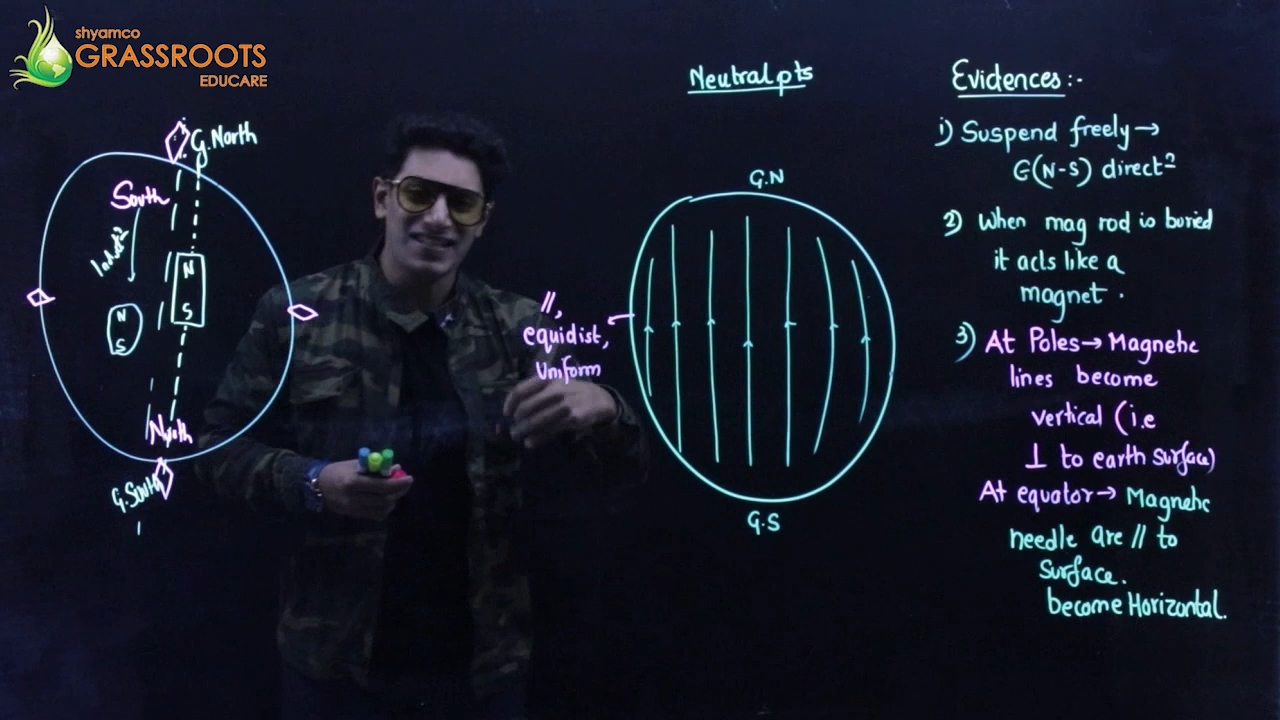 shyamco
GRASSROOTS
EDUCARE
G.North
South
Induct?
N
S
N
S
North
G.South
Neutral pts
G.N
//,
equidist,
Uniform
G.S
Evidences:-
i) Suspend freely→
G(N-S) direct?
2) When mag rod is buried
it acts like a
magnet.
3) At Poles→Magnetic
lines become
vertical (i.e
⊥ to earth surface)
At equator→ Magnetic
needle are // to
surface.
become Horizontal.